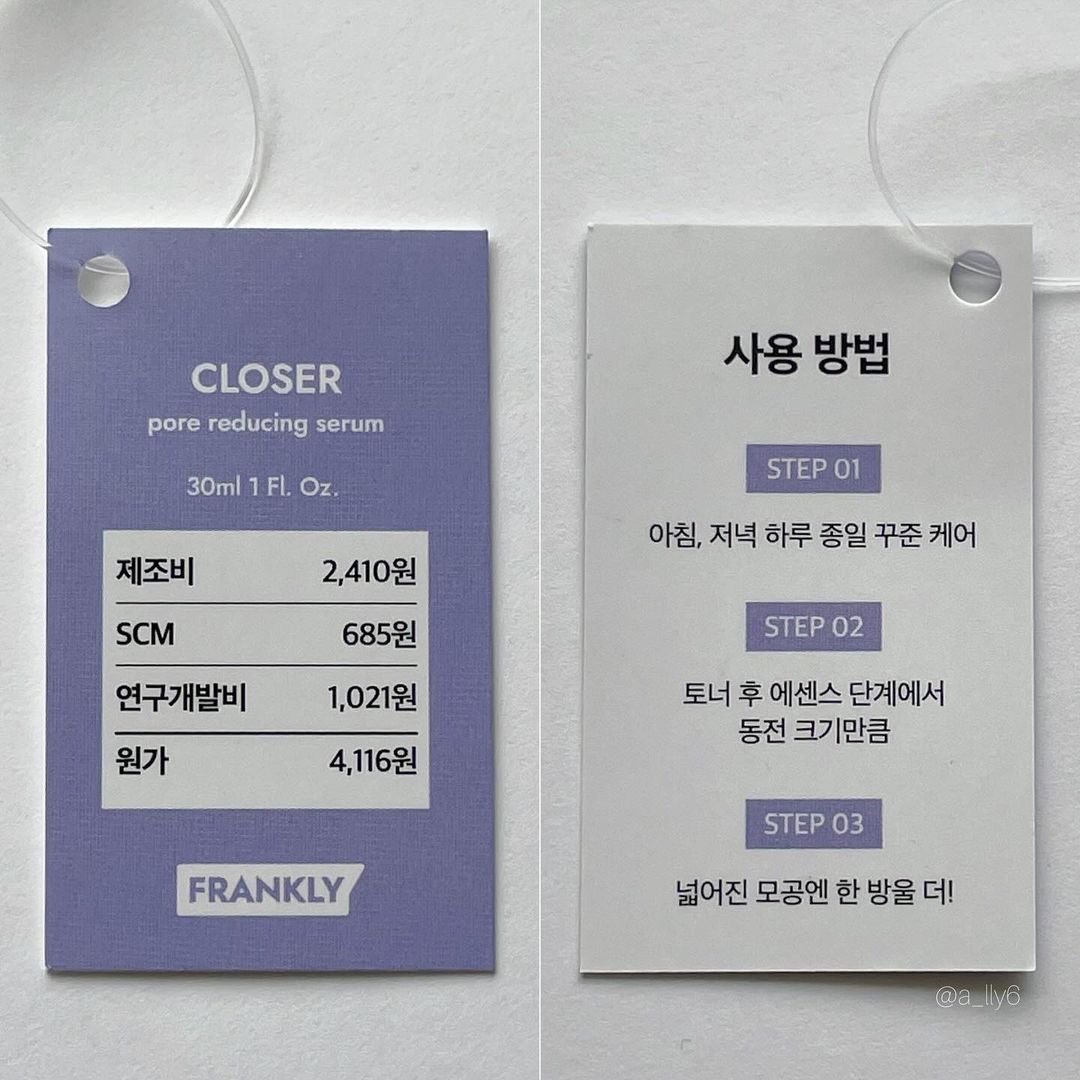 CLOSER
pore reducing serum
30ml 1 Fl. Oz.
제조비 2,410원
SCM 685원
연구개발비 1,021원
원가 4,116원
FRANKLY
사용 방법
STEP 01
아침, 저녁 하루 종일 꾸준 케어
STEP 02
토너 후 에센스 단계에서
동전 크기만큼
STEP 03
넓어진 모공엔 한 방울 더!
@a_lly6